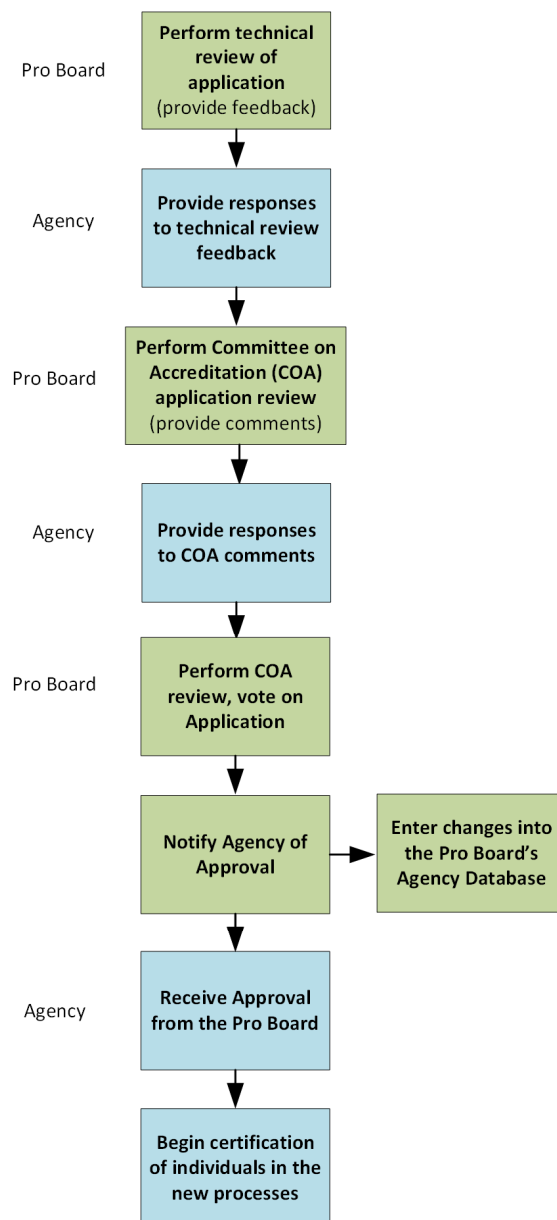 Perform technical
review of
application
(provide feedback)
Pro Board
Provide responses
to technical review
feedback
Agency
Perform Committee on
Accreditation (COA)
application review
(provide comments)
Pro Board
Provide responses
to COA comments
Agency
Perform COA
review, vote on
Application
Pro Board
Notify Agency of
Approval
Enter changes into
the Pro Board's
Agency Database
Receive Approval
from the Pro Board
Agency
Begin certification
of individuals in the
new processes